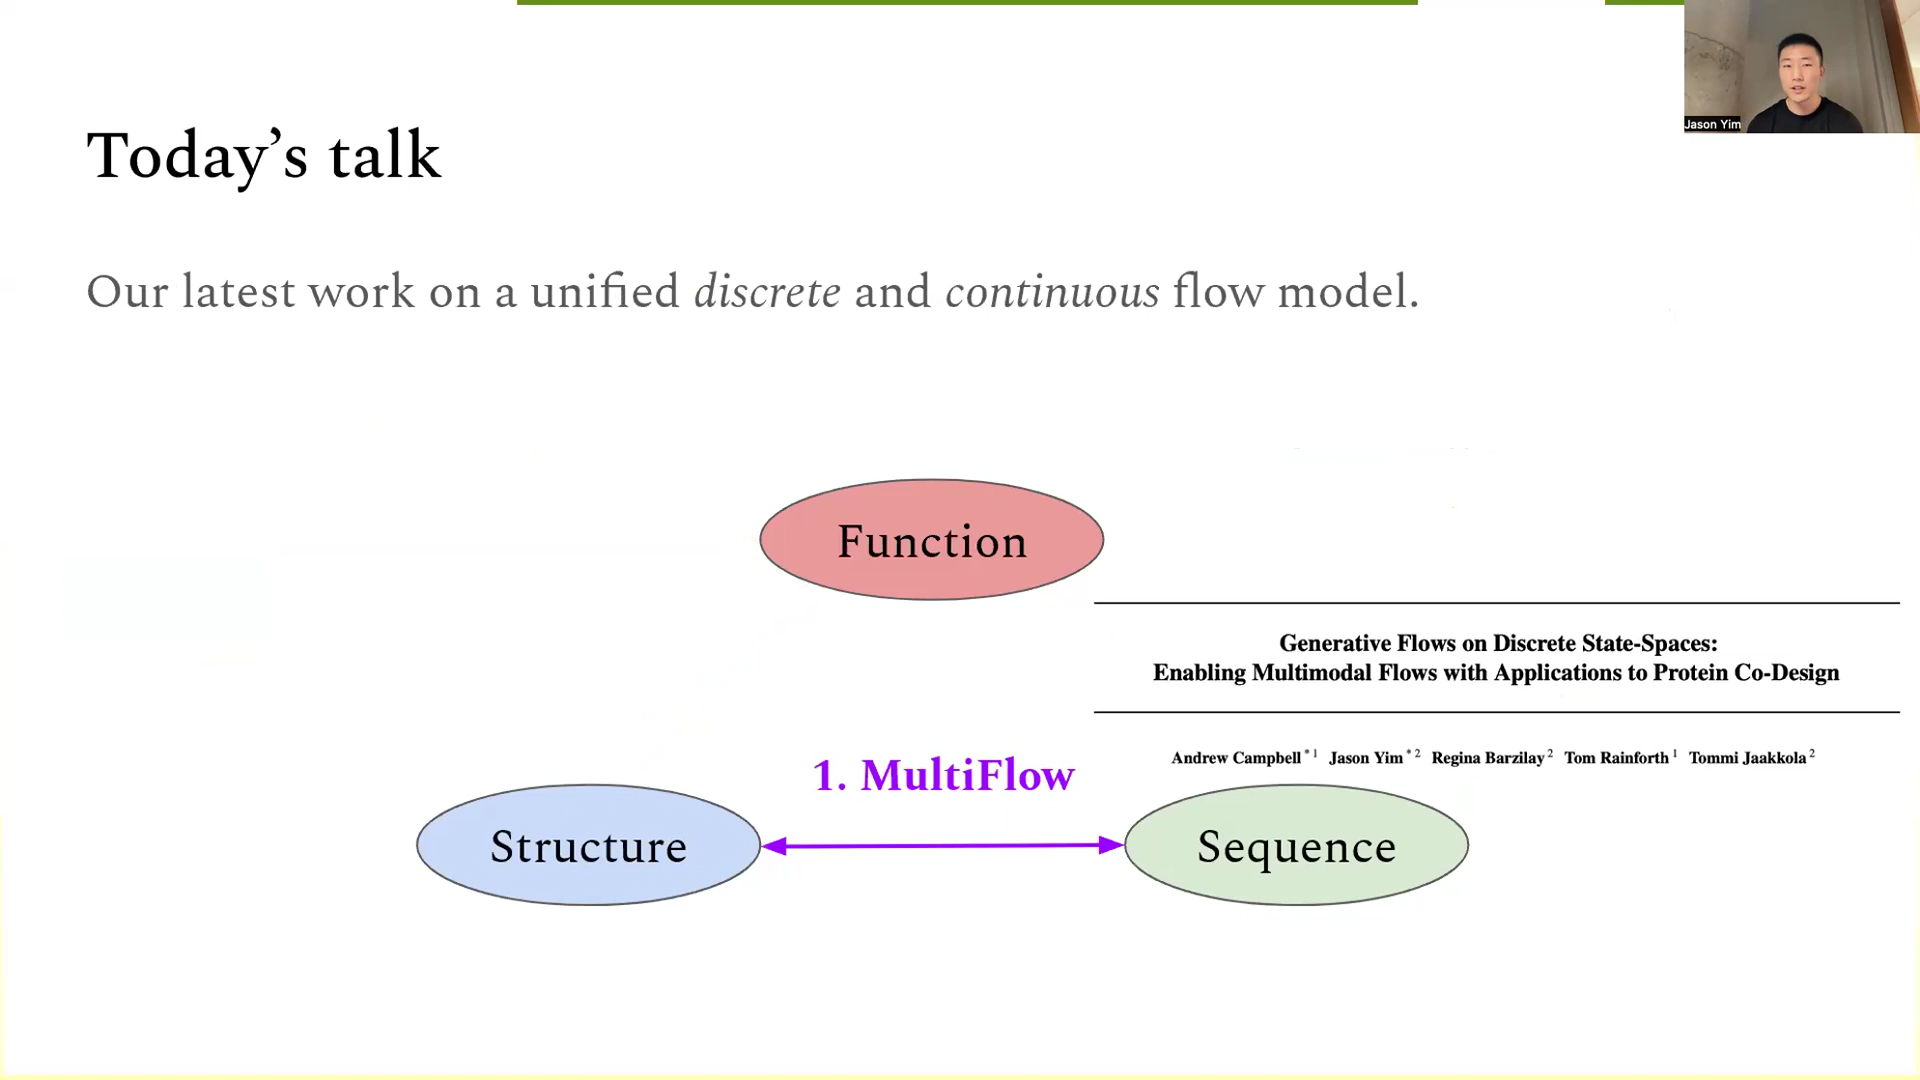 Jason Yim
Today’s talk
Our latest work on a unified discrete and continuous flow model.
Function
Generative Flows on Discrete State-Spaces:
Enabling Multimodal Flows with Applications to Protein Co-Design
Andrew Campbell * 1 Jason Yim * 2 Regina Barzilay 2 Tom Rainforth 1 Tommi Jaakkola 2
1. MultiFlow
Structure
Sequence